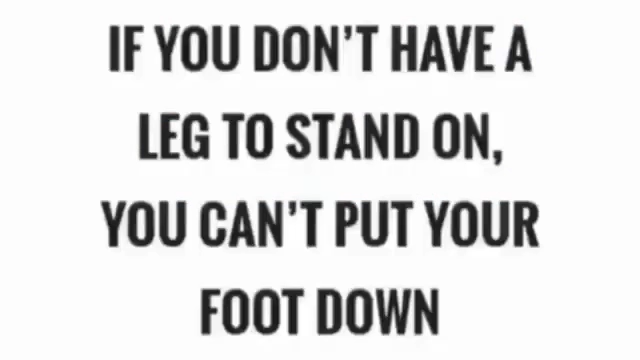 IF YOU DON'T HAVE A
LEG TO STAND ON,
YOU CAN'T PUT YOUR
FOOT DOWN